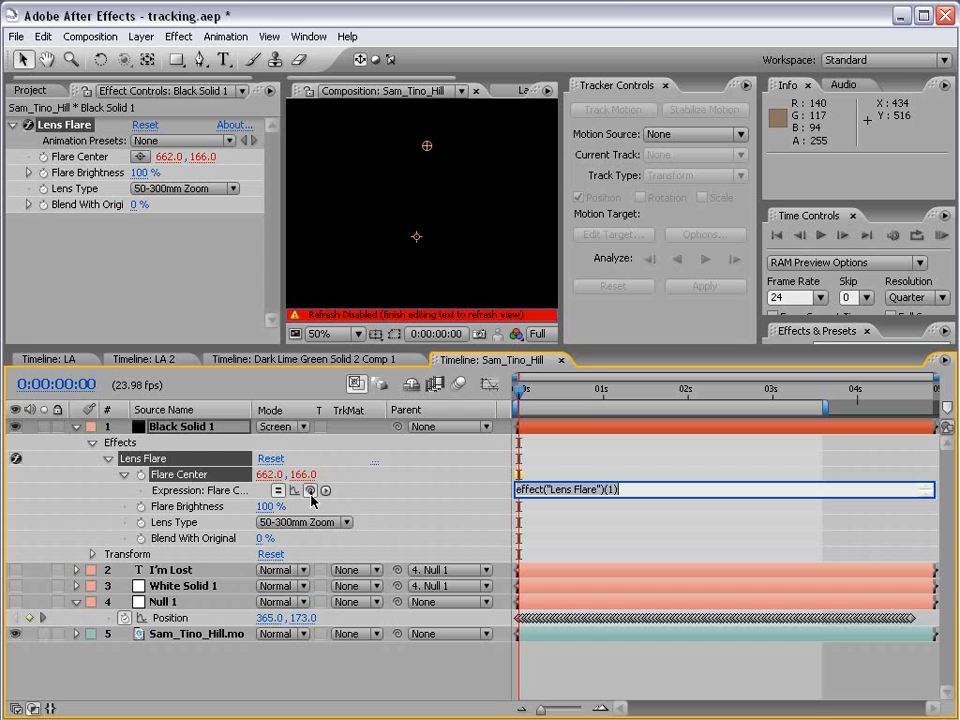 Adobe After Effects - tracking.aep *
File Edit Composition Layer Effect Animation View Window Help
Workspace: Standard
Project Effect Controls: Black Solid 1
Sam_Tino_Hill * Black Solid 1
Lens Flare Reset About...
Animation Presets: None
Flare Center 662.0, 166.0
Flare Brightness 100 %
Lens Type 50-300mm Zoom
Blend With Origi 0 %
Composition: Sam_Tino_Hill La
Refresh Disabled (finish editing text to refresh view)
50% 0:00:00:00 Full
Tracker Controls
Track Motion Stabilize Motion
Motion Source: None
Current Track: None
Track Type: Transform
Position Rotation Scale
Motion Target:
Edit Target... Options...
Analyze:
Reset Apply
Info Audio
R: 140 X: 434
G: 117 Y: 516
B: 94
A: 255
Time Controls
RAM Preview Options
Frame Rate Skip Resolution
24 0 Quarter
Effects & Presets
Timeline: LA Timeline: LA 2 Timeline: Dark Lime Green Solid 2 Comp 1 Timeline: Sam_Tino_Hill
0:00:00:00 (23.98 fps)
0s 01s 02s 03s 04s
# Source Name Mode T TrkMat Parent
1 Black Solid 1 Screen None
Effects
Lens Flare Reset ...
Flare Center 662.0, 166.0
Expression: Flare C... effect("Lens Flare")(1)
Flare Brightness 100 %
Lens Type 50-300mm Zoom
Blend With Original 0 %
Transform Reset
2 T I'm Lost Normal None 4. Null 1
3 White Solid 1 Normal None 4. Null 1
4 Null 1 Normal None None
Position 365.0, 173.0
5 Sam_Tino_Hill.mo Normal None None